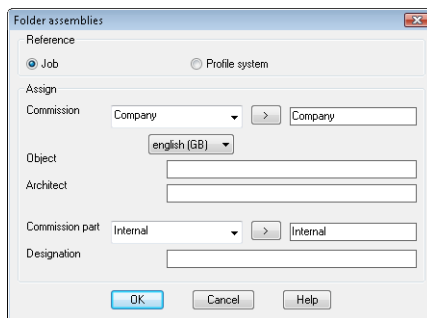 Folder assemblies
Reference
Job Profile system
Assign
Commission Company > Company
english (GB)
Object
Architect
Commission part Internal > Internal
Designation
OK Cancel Help